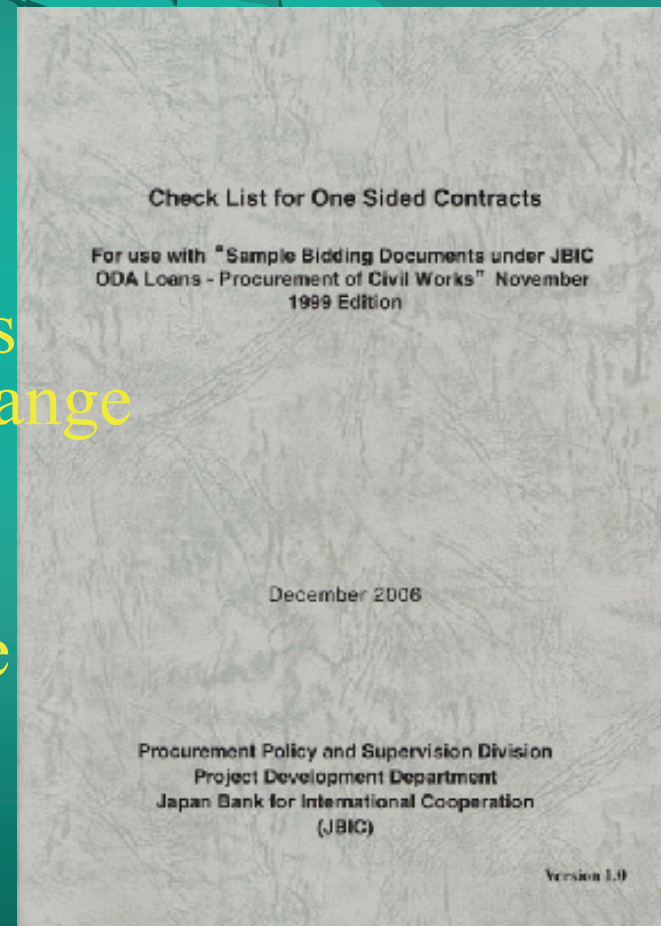 Check List for One Sided Contracts
For use with "Sample Bidding Documents under JBIC
ODA Loans - Procurement of Civil Works" November
1999 Edition
s
ange
December 2006
e
Procurement Policy and Supervision Division
Project Development Department
Japan Bank for International Cooperation
(JBIC)
Version 1.0